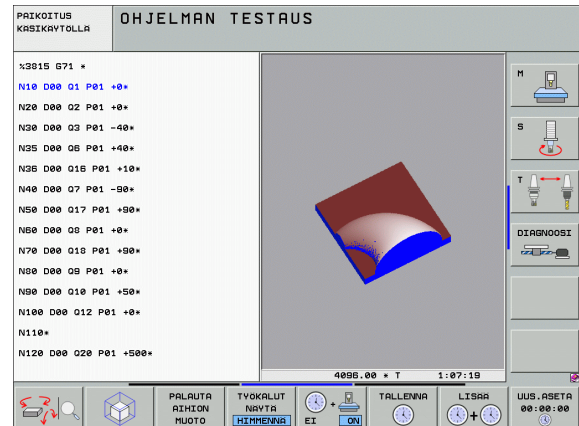 PAIKOITUS
KASIKAYTOLLA
OHJELMAN TESTAUS
%3815 G71 *
N10 D00 Q1 P01 +0*
N20 D00 Q2 P01 +0*
N30 D00 Q3 P01 -40*
N35 D00 Q6 P01 +40*
N36 D00 Q16 P01 +10*
N40 D00 Q7 P01 -90*
N50 D00 Q17 P01 +90*
N60 D00 Q8 P01 +0*
N70 D00 Q18 P01 +90*
N80 D00 Q9 P01 +0*
N90 D00 Q10 P01 +50*
N100 D00 Q12 P01 +0*
N110*
N120 D00 Q20 P01 +500*
4096.00 * T 1:07:19
M
S
T
DIAGNOOSI
PALAUTA
AIHION
MUOTO
TYOKALUT
NAYTA
HIMMENNA
EI ON
TALLENNA
LISAA
UUS.ASETA
00:00:00